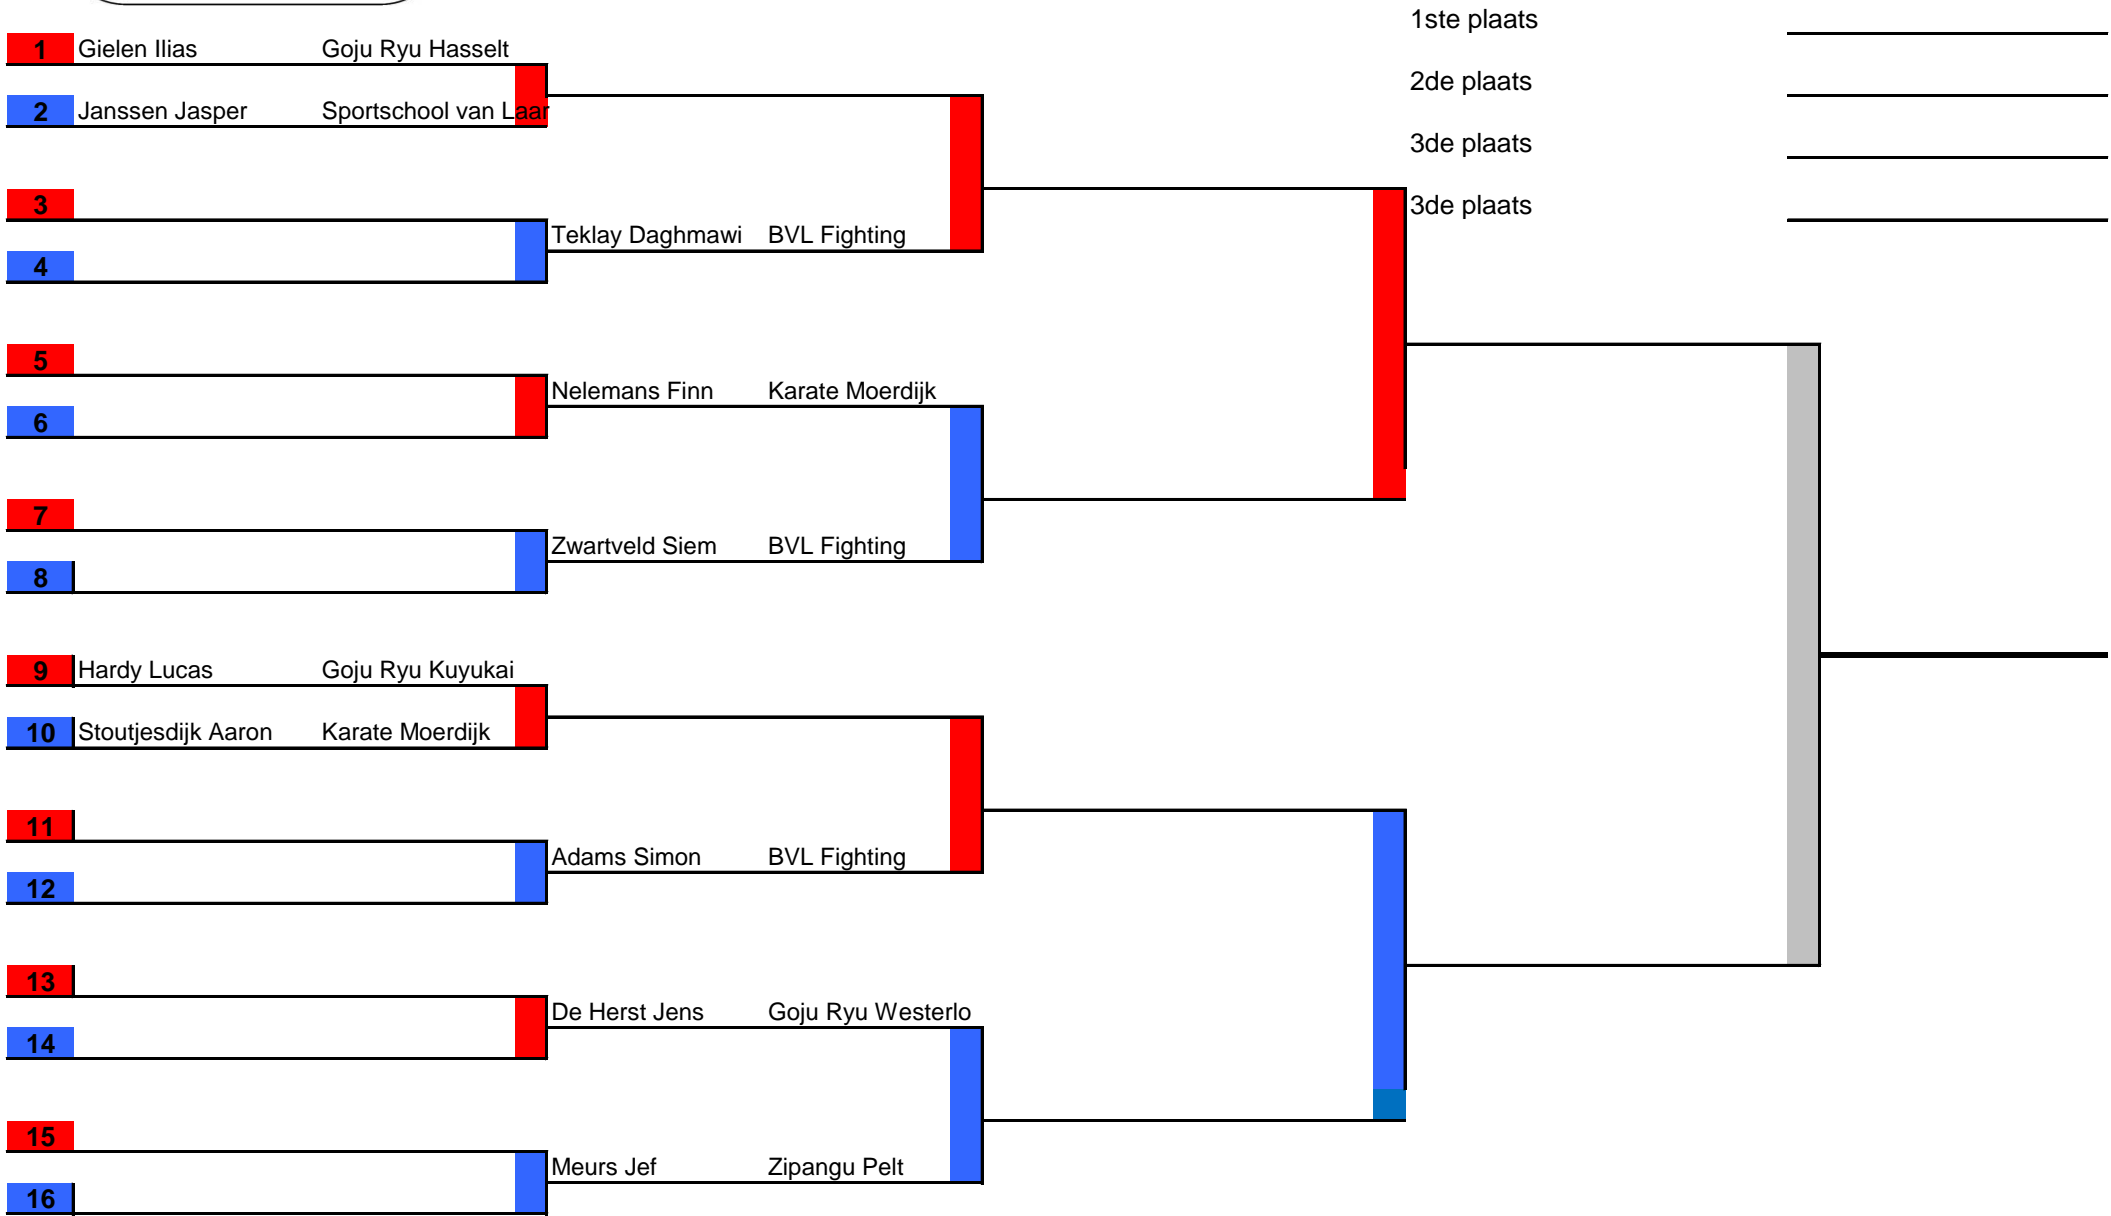 1ste plaats
1 Gielen Ilias Goju Ryu Hasselt
2de plaats
2 Janssen Jasper Sportschool van Laar
3de plaats
3
3de plaats
Teklay Daghmawi BVL Fighting
4
5
Nelemans Finn Karate Moerdijk
6
7
Zwartveld Siem BVL Fighting
8
9 Hardy Lucas Goju Ryu Kuyukai
10 Stoutjesdijk Aaron Karate Moerdijk
11
Adams Simon BVL Fighting
12
13
De Herst Jens Goju Ryu Westerlo
14
15
Meurs Jef Zipangu Pelt
16